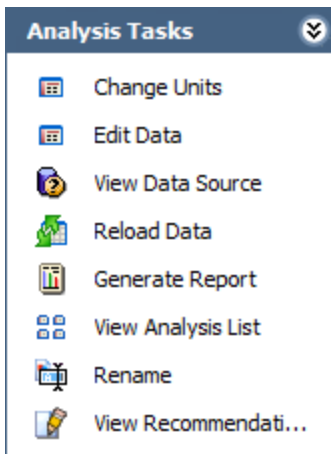 Analysis Tasks
Change Units
Edit Data
View Data Source
Reload Data
Generate Report
View Analysis List
Rename
View Recommendati...